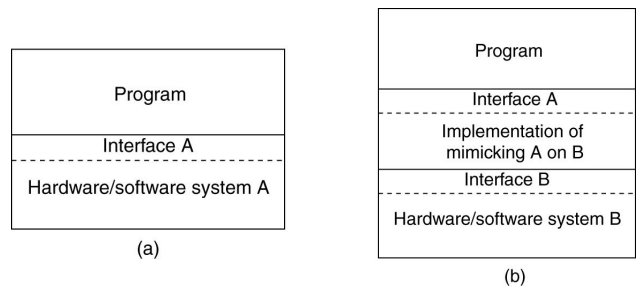 Program
Interface A
Hardware/software system A
(a)
Program
Interface A
Implementation of
mimicking A on B
Interface B
Hardware/software system B
(b)